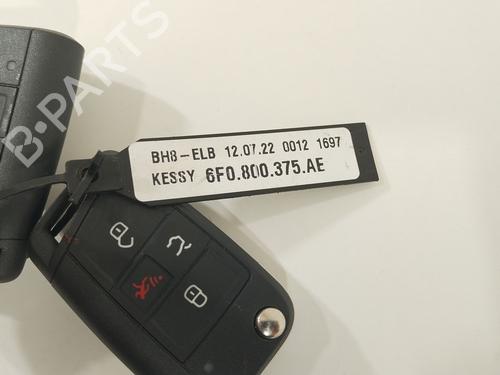 B-PARTS
BH8-ELB 12.07.22 0012 1697
KESSY 6F0.800.375.AE